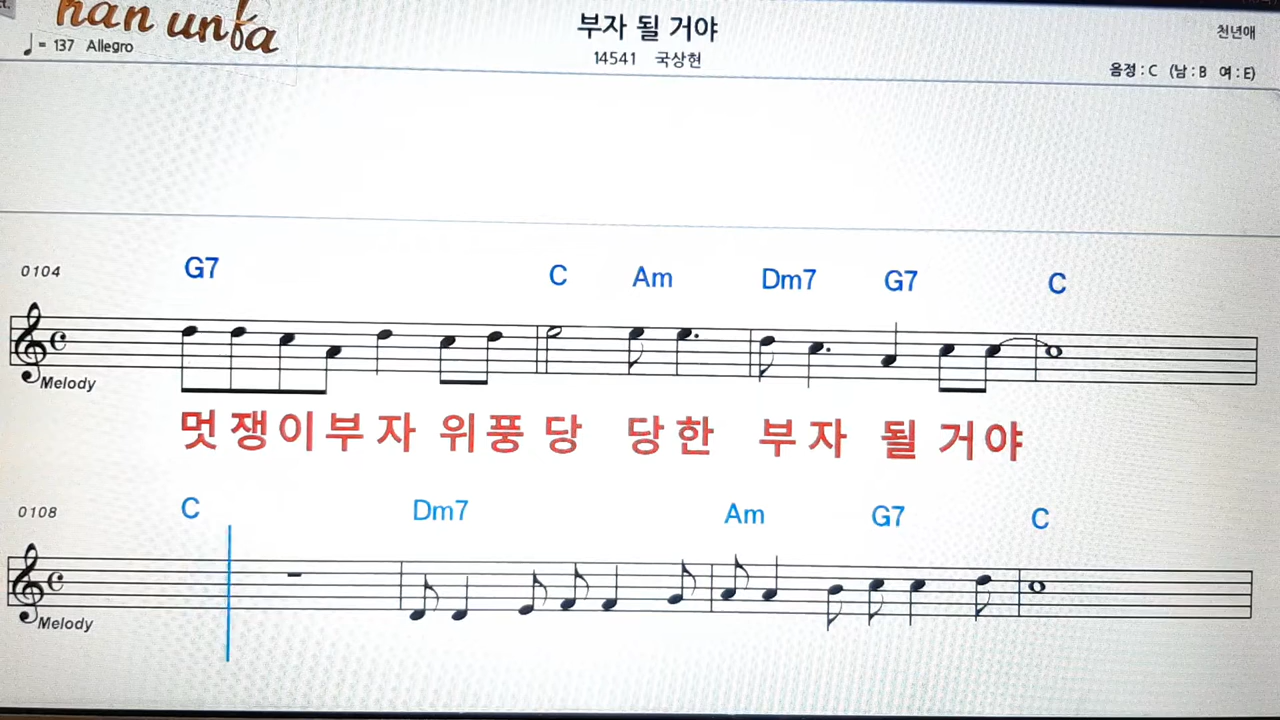 han unfa
부자 될 거야
천년애
♩= 137 Allegro
14541 국상현
음정 : C (남 : B 여 : E)
0104
G7 C Am Dm7 G7 C
Melody
멋쟁이부자 위풍당 당한 부자 될 거야
0108
C Dm7 Am G7 C
Melody